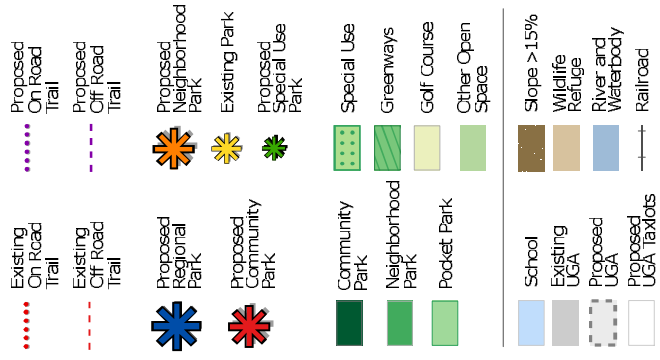 Existing
On Road
Trail
Existing
Off Road
Trail
Proposed
Regional
Park
Proposed
Community
Park
Community
Park
Neighborhood
Park
Pocket Park
School
Existing
UGA
Proposed
UGA
Proposed
UGA Taxlots
Proposed
On Road
Trail
Proposed
Off Road
Trail
Proposed
Neighborhood
Park
Existing Park
Proposed
Special Use
Park
Special Use
Greenways
Golf Course
Other Open
Space
Slope >15%
Wildlife
Refuge
River and
Waterbody
Railroad